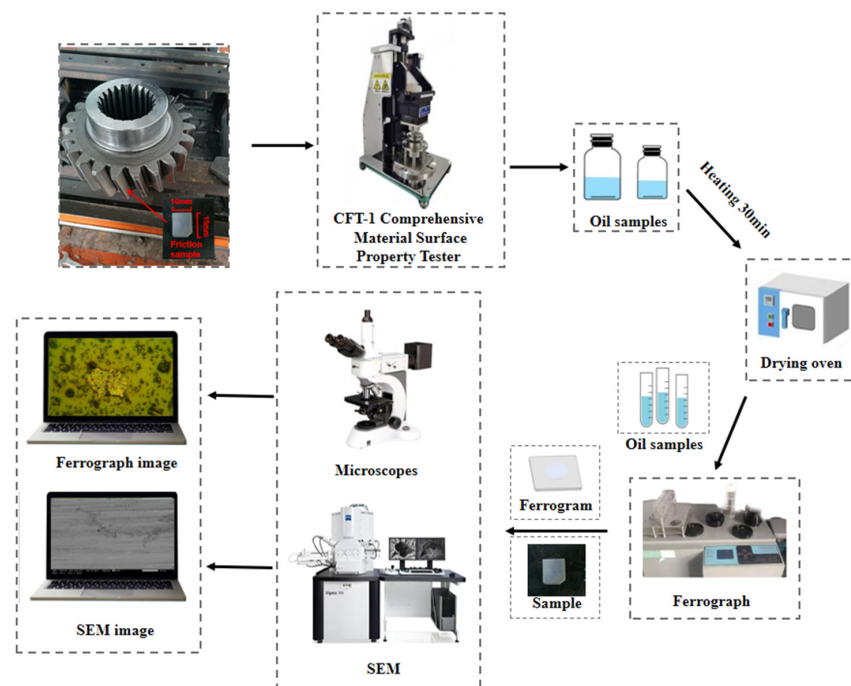 10mm
15mm
Friction
sample
CFT-1 Comprehensive
Material Surface
Property Tester
Oil samples
Heating 30min
Drying oven
Oil samples
Ferrograph
Ferrogram
Sample
Microscopes
SEM
Ferrograph image
SEM image